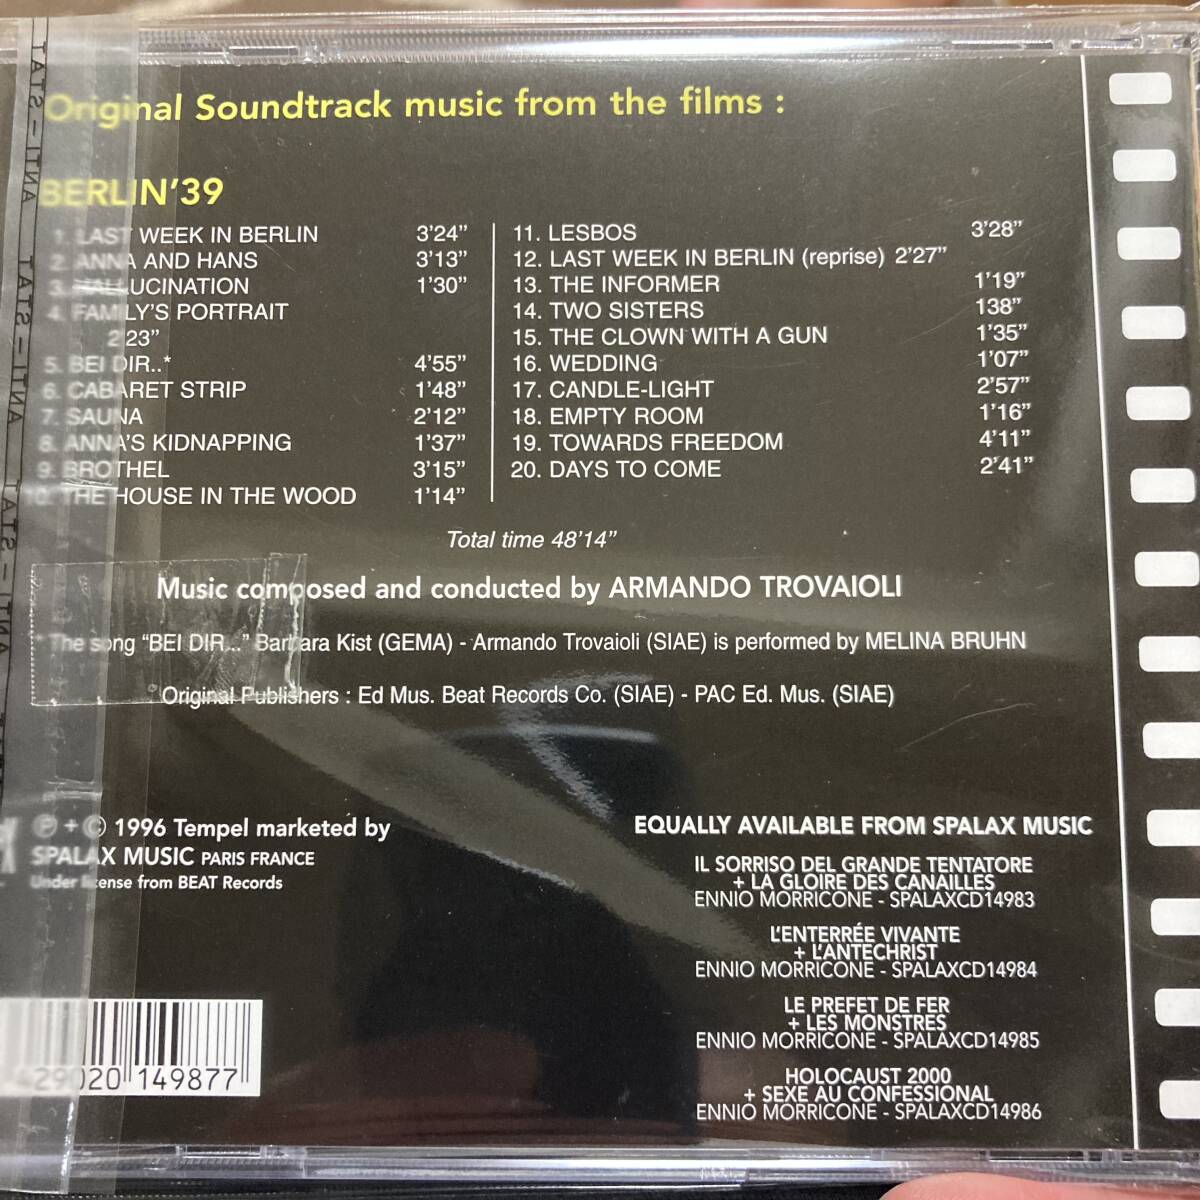 Original Soundtrack music from the films :
BERLIN'39
1. LAST WEEK IN BERLIN 3'24"
2. ANNA AND HANS 3'13"
3. HALLUCINATION 1'30"
4. FAMILY'S PORTRAIT
2'23"
5. BEI DIR..* 4'55"
6. CABARET STRIP 1'48"
7. SAUNA 2'12"
8. ANNA'S KIDNAPPING 1'37"
9. BROTHEL 3'15"
10. THE HOUSE IN THE WOOD 1'14"
11. LESBOS 3'28"
12. LAST WEEK IN BERLIN (reprise) 2'27"
13. THE INFORMER 1'19"
14. TWO SISTERS 138"
15. THE CLOWN WITH A GUN 1'35"
16. WEDDING 1'07"
17. CANDLE-LIGHT 2'57"
18. EMPTY ROOM 1'16"
19. TOWARDS FREEDOM 4'11"
20. DAYS TO COME 2'41"
Total time 48'14"
Music composed and conducted by ARMANDO TROVAIOLI
* The song "BEI DIR..." Barbara Kist (GEMA) - Armando Trovaioli (SIAE) is performed by MELINA BRUHN
° Original Publishers : Ed Mus. Beat Records Co. (SIAE) - PAC Ed. Mus. (SIAE)
℗ + © 1996 Tempel marketed by
SPALAX MUSIC PARIS FRANCE
Under license from BEAT Records
429020 149877
EQUALLY AVAILABLE FROM SPALAX MUSIC
IL SORRISO DEL GRANDE TENTATORE
+ LA GLOIRE DES CANAILLES
ENNIO MORRICONE - SPALAXCD14983
L'ENTERRÉE VIVANTE
+ L'ANTECHRIST
ENNIO MORRICONE - SPALAXCD14984
LE PREFET DE FER
+ LES MONSTRES
ENNIO MORRICONE - SPALAXCD14985
HOLOCAUST 2000
+ SEXE AU CONFESSIONAL
ENNIO MORRICONE - SPALAXCD14986
ANTI-STAT ANTI-STAT ANTI-STAT